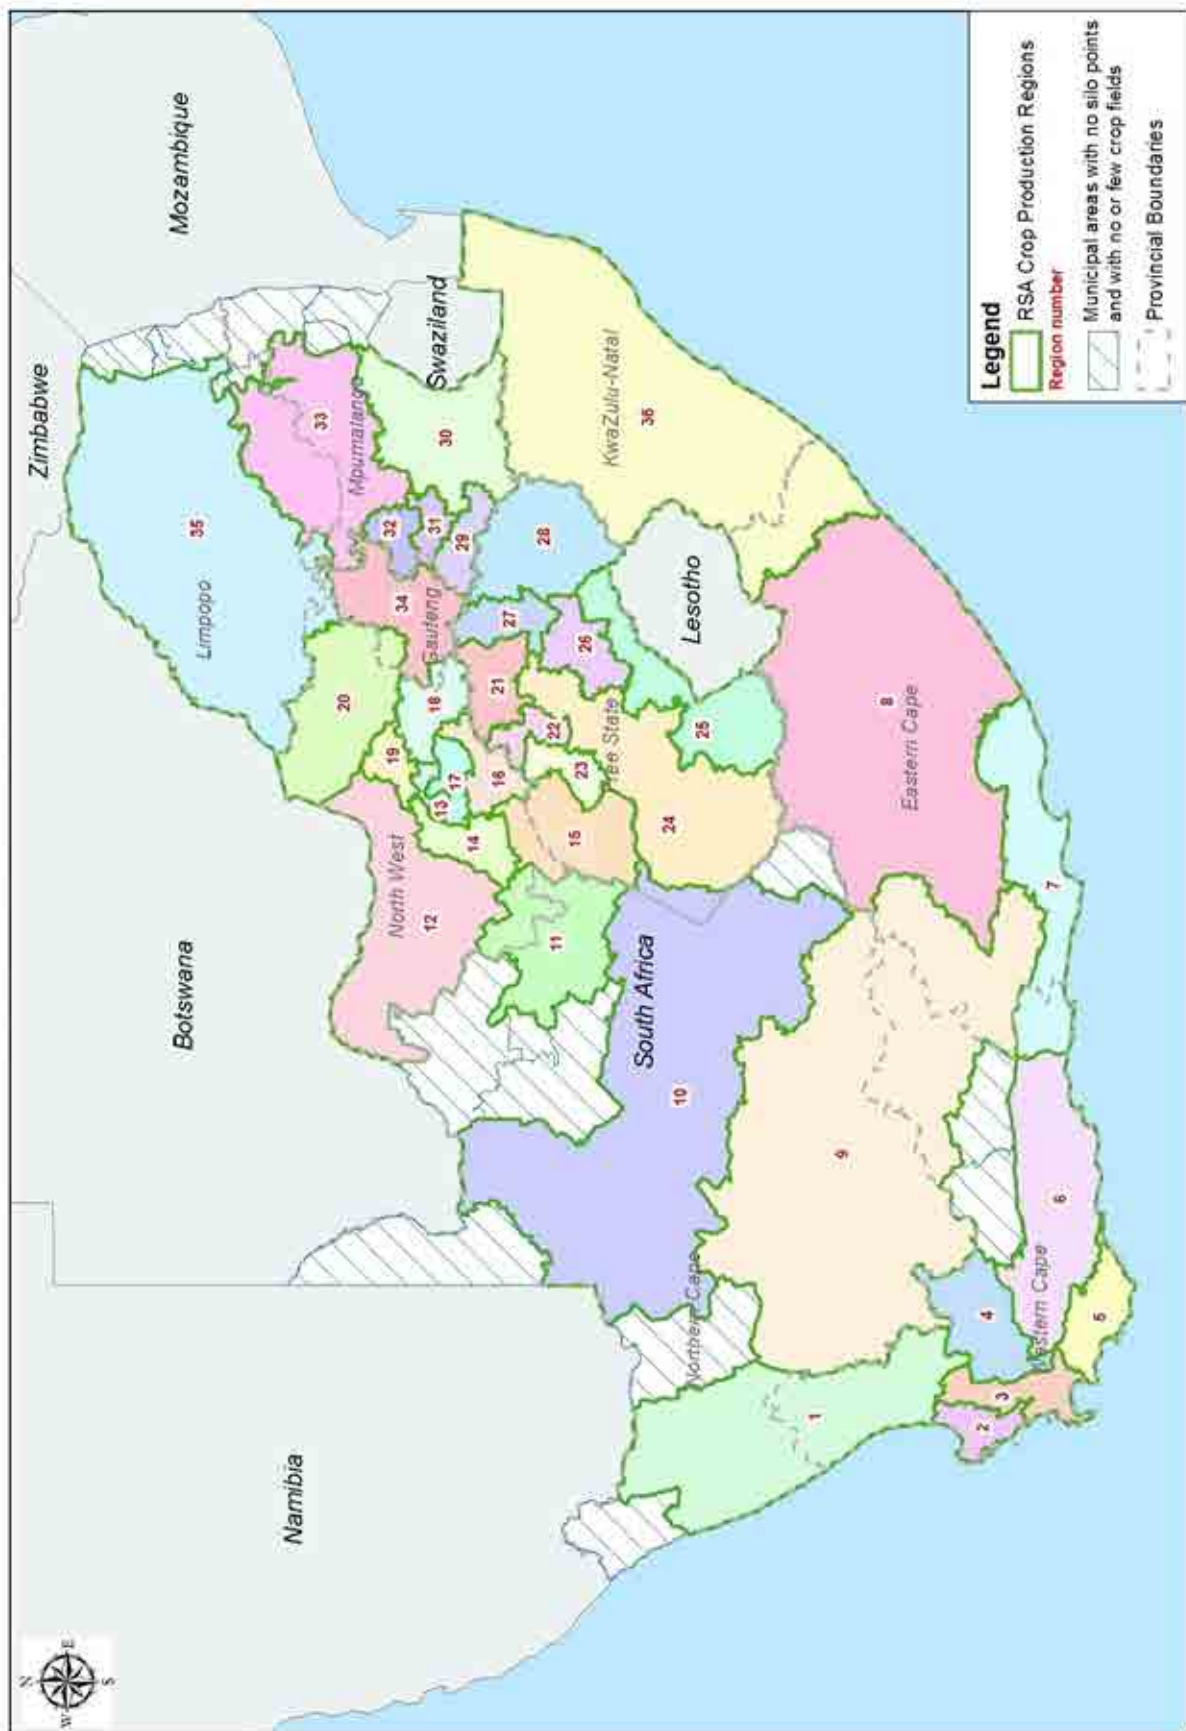 N
W
E
S
Zimbabwe
Mozambique
Botswana
Namibia
Swaziland
Lesotho
South Africa
Limpopo
35
33
Mpumalanga
30
32
31
29
34
Gauteng
20
18
19
13
17
16
14
North West
12
21
27
28
26
22
23
Free State
15
24
25
11
KwaZulu-Natal
36
10
Northern Cape
8
Eastern Cape
7
9
6
Western Cape
5
4
3
2
1
Legend
RSA Crop Production Regions
Region number
Municipal areas with no silo points
and with no or few crop fields
Provincial Boundaries